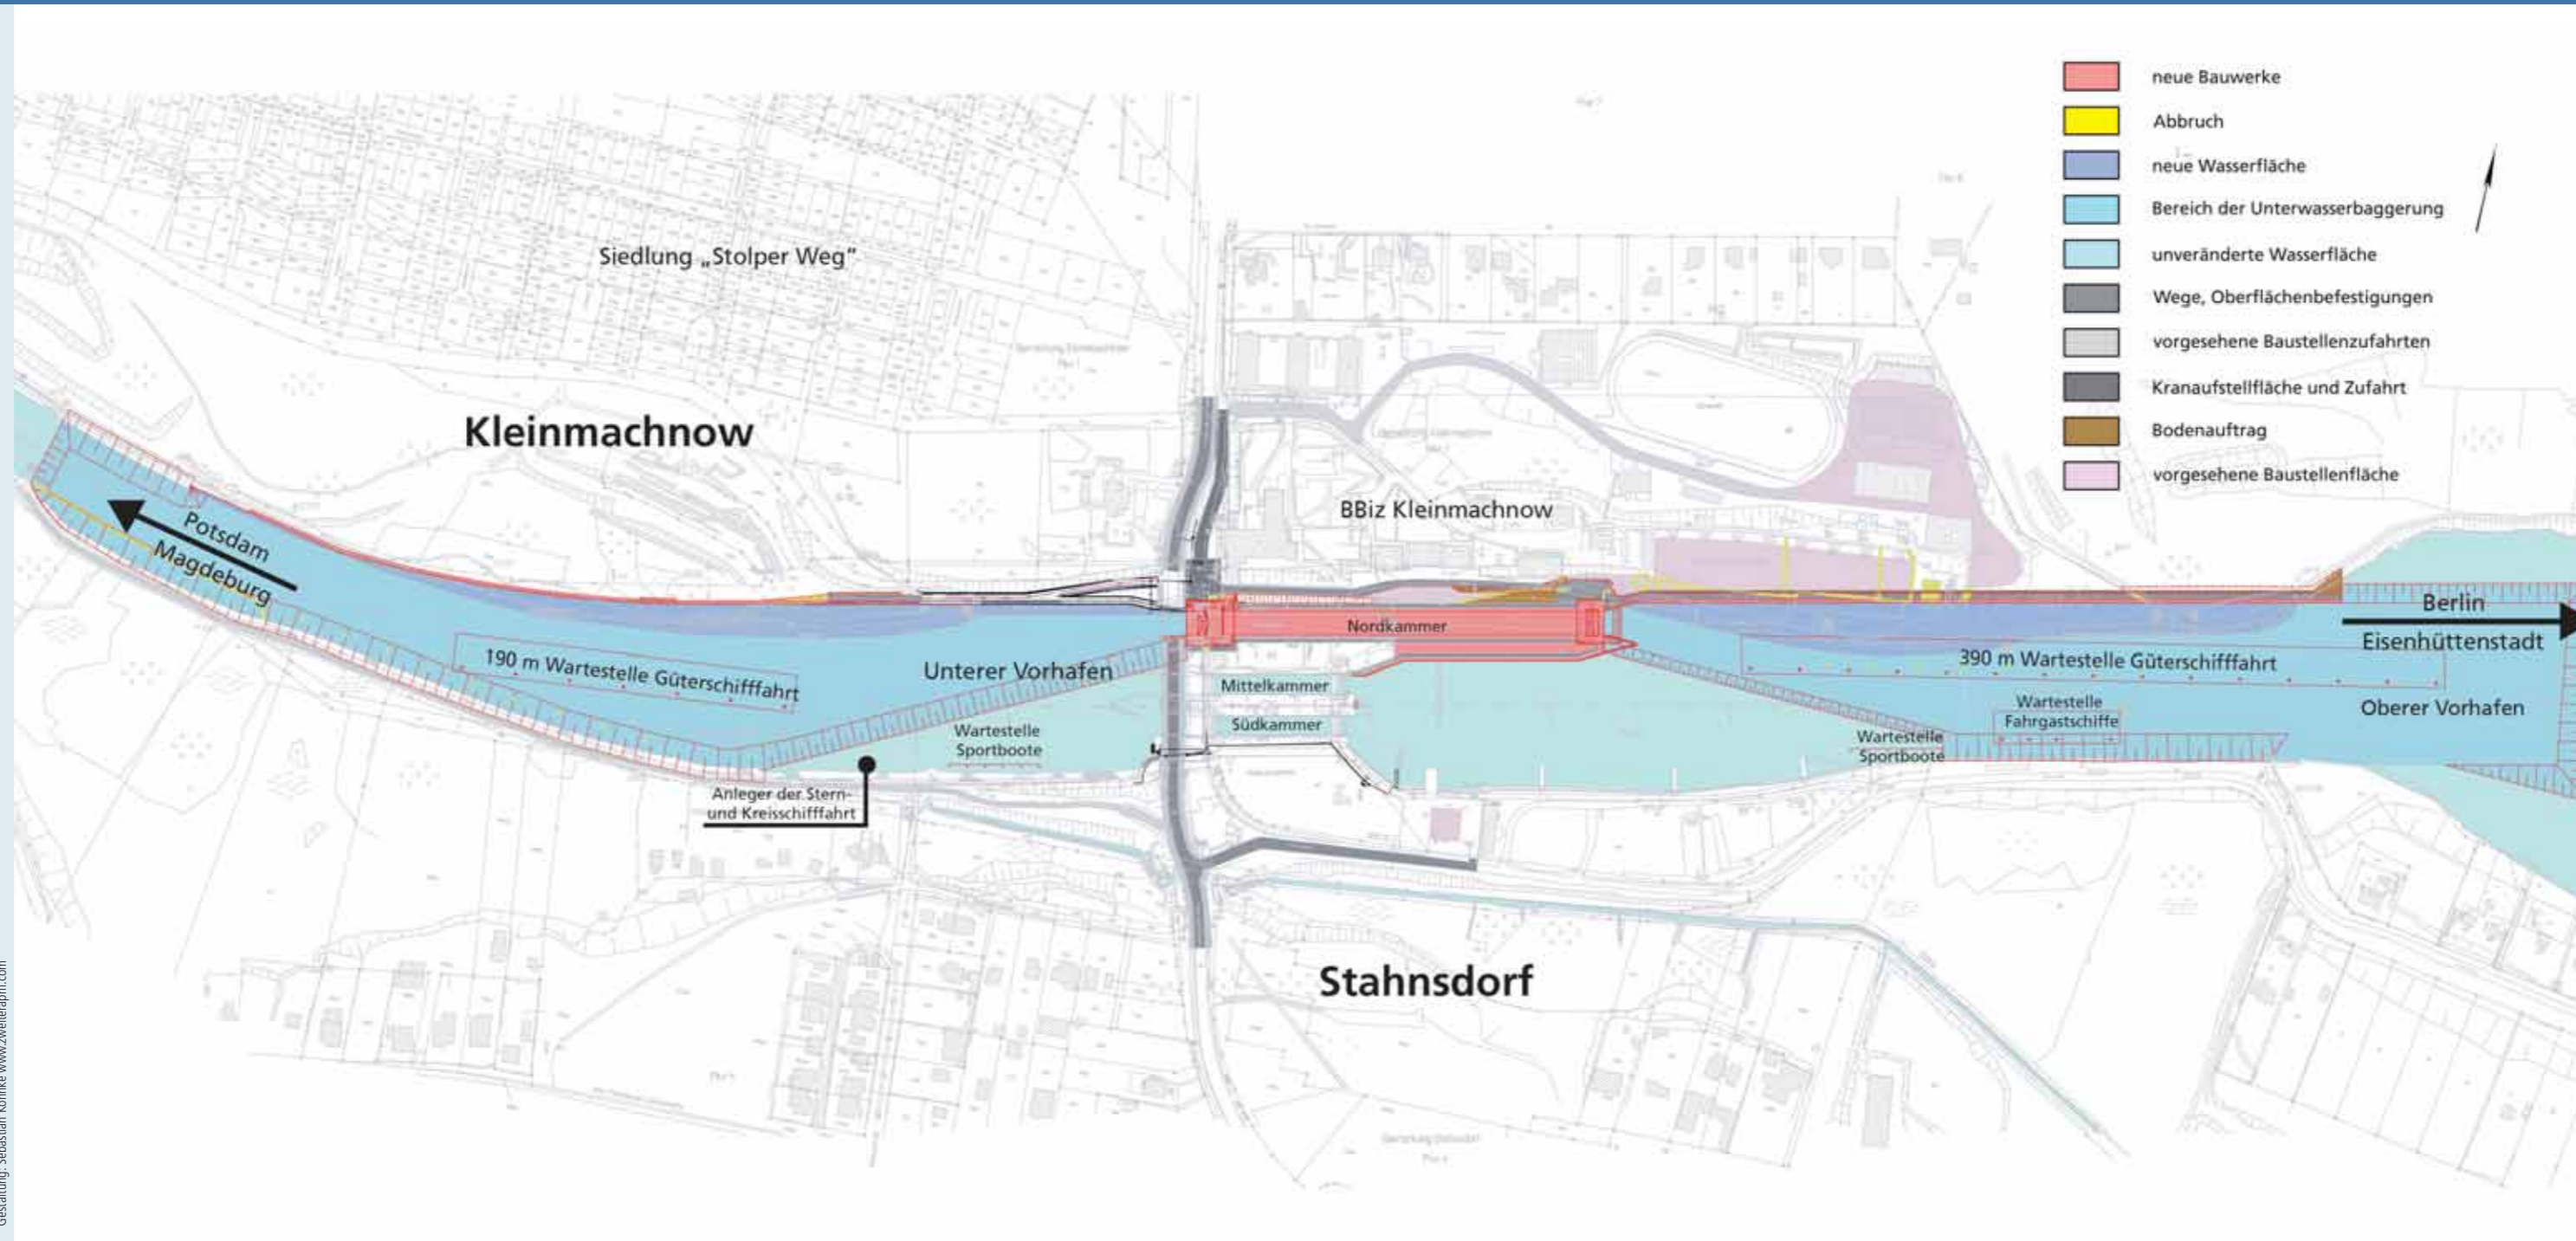 neue Bauwerke
Abbruch
neue Wasserfläche
Bereich der Unterwasserbaggerung
unveränderte Wasserfläche
Wege, Oberflächenbefestigungen
vorgesehene Baustellenzufahrten
Kranaufstellfläche und Zufahrt
Bodenauftrag
vorgesehene Baustellenfläche
Siedlung „Stolper Weg“
Kleinmachnow
BBiz Kleinmachnow
Potsdam
Magdeburg
Berlin
Eisenhüttenstadt
Nordkammer
190 m Wartestelle Güterschifffahrt
Unterer Vorhafen
390 m Wartestelle Güterschifffahrt
Mittelkammer
Südkammer
Wartestelle
Fahrgastschiffe
Oberer Vorhafen
Wartestelle
Sportboote
Wartestelle
Sportboote
Anleger der Stern-
und Kreisschifffahrt
Stahnsdorf